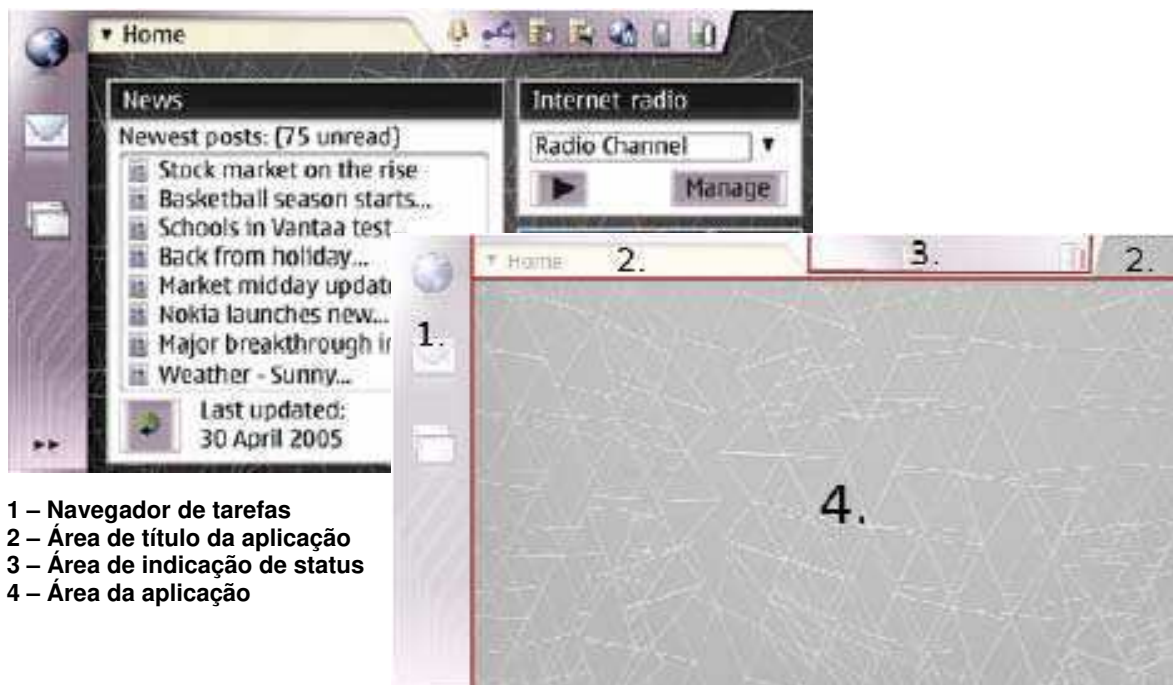 ▾ Home
News
Newest posts: (75 unread)
Stock market on the rise
Basketball season starts...
Schools in Vantaa test...
Back from holiday...
Market midday updat
Nokia launches new...
Major breakthrough in
Weather - Sunny...
Last updated:
30 April 2005
Internet radio
Radio Channel
Manage
▾ Home
2.
3.
2.
1.
4.
1 – Navegador de tarefas
2 – Área de título da aplicação
3 – Área de indicação de status
4 – Área da aplicação